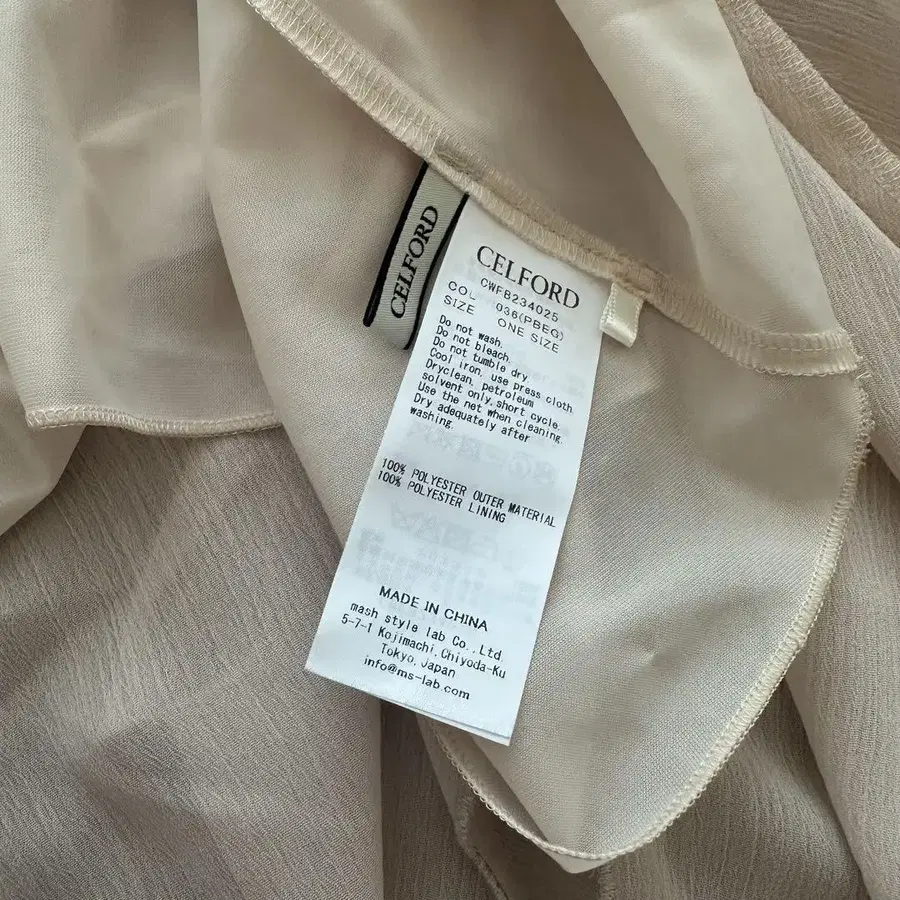 CELFORD
CELFORD
CWFB234025
COL 036(PBEG)
SIZE ONE SIZE
Do not wash.
Do not bleach.
Do not tumble dry.
Cool iron, use press cloth.
Dryclean, petroleum
solvent only,short cycle.
Use the net when cleaning.
Dry adequately after
washing.
100% POLYESTER OUTER MATERIAL
100% POLYESTER LINING
MADE IN CHINA
mash style lab Co.,Ltd
5-7-1 Kojimachi,Chiyoda-Ku
Tokyo,Japan
info@ms-lab.com